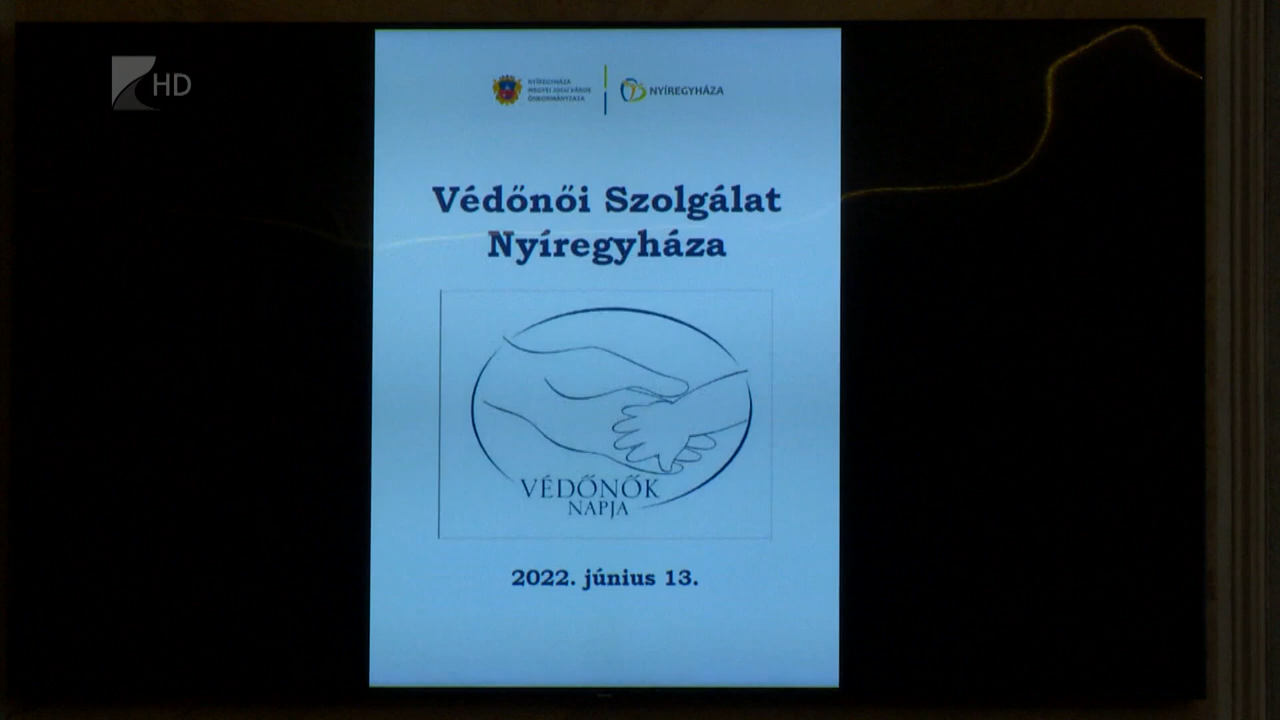 HD
NYÍREGYHÁZA
MEGYEI JOGÚ VÁROS
ÖNKORMÁNYZATA
NYÍREGYHÁZA
Védőnői Szolgálat
Nyíregyháza
VÉDŐNŐK
NAPJA
2022. június 13.